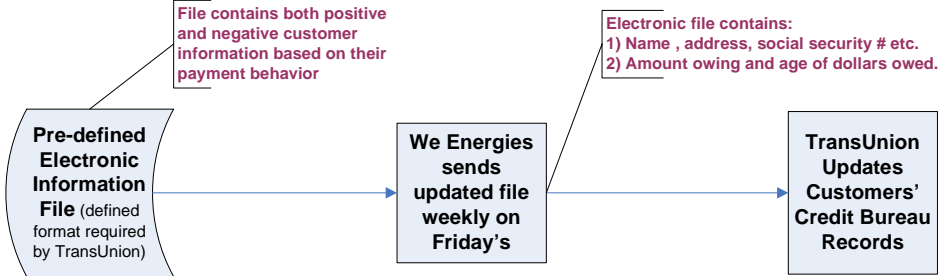 File contains both positive
and negative customer
information based on their
payment behavior
Electronic file contains:
1) Name , address, social security # etc.
2) Amount owing and age of dollars owed.
Pre-defined
Electronic
Information
File (defined
format required
by TransUnion)
We Energies
sends
updated file
weekly on
Friday's
TransUnion
Updates
Customers'
Credit Bureau
Records